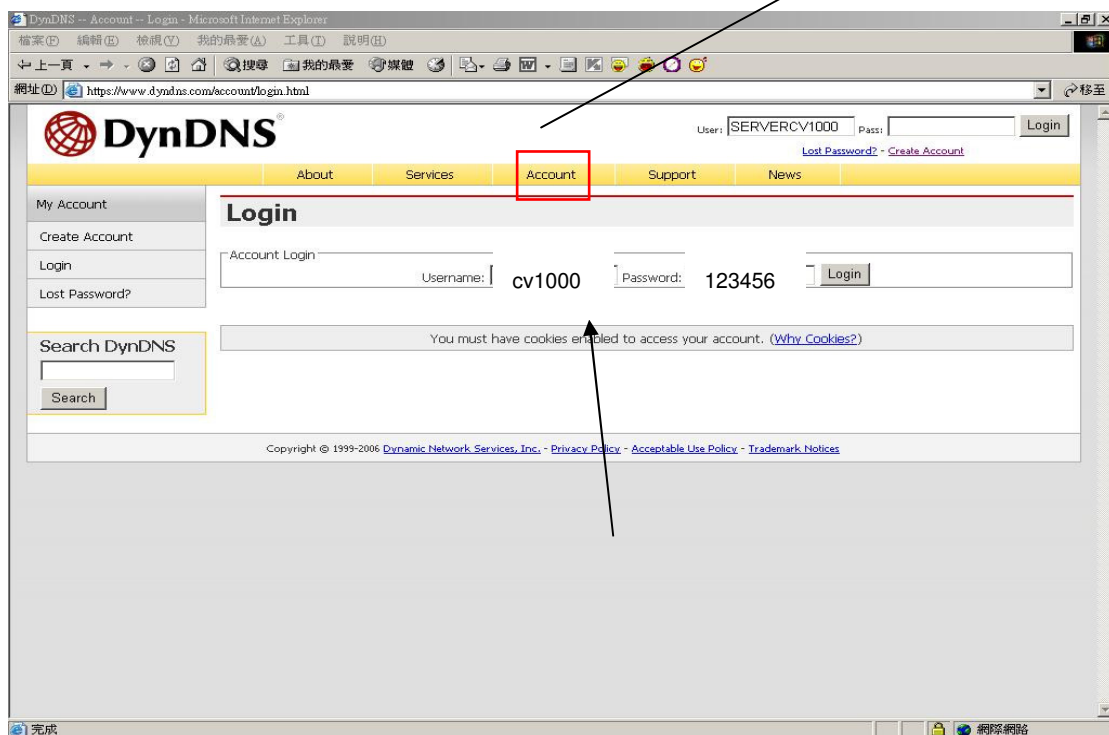 DynDNS -- Account -- Login - Microsoft Internet Explorer
檔案(F) 編輯(E) 檢視(V) 我的最愛(A) 工具(T) 說明(H)
上一頁 搜尋 我的最愛 媒體
網址(D) https://www.dyndns.com/account/login.html 移至
DynDNS®
User: SERVERCV1000 Pass: Login
Lost Password? - Create Account
About Services Account Support News
My Account
Create Account
Login
Lost Password?
Search DynDNS
Search
Login
Account Login
Username: cv1000 Password: 123456 Login
You must have cookies enabled to access your account. (Why Cookies?)
Copyright © 1999-2006 Dynamic Network Services, Inc. - Privacy Policy - Acceptable Use Policy - Trademark Notices
完成 網際網路